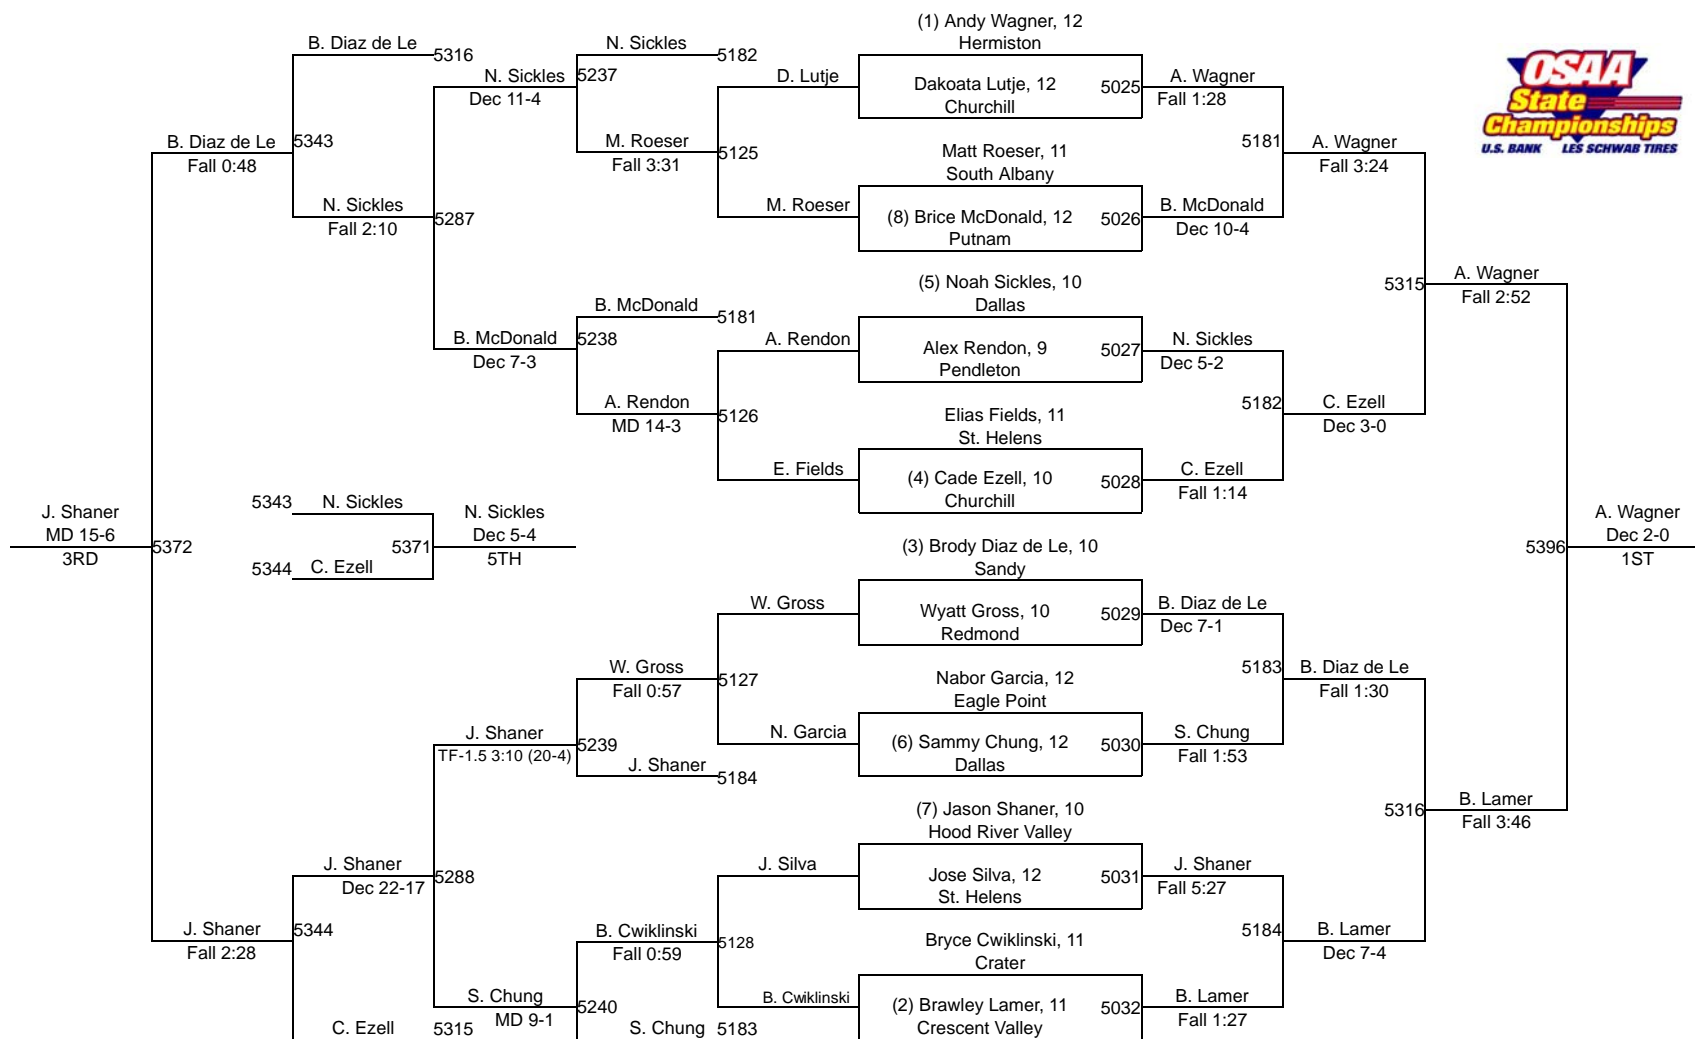 (1) Andy Wagner, 12
B. Diaz de Le
5316
N. Sickles
5182
Hermiston
OSAA
State
Championships
U.S. BANK LES SCHWAB TIRES
N. Sickles
5237
Dec 11-4
D. Lutje
Dakoata Lutje, 12
Churchill
5025
A. Wagner
Fall 1:28
B. Diaz de Le
5343
Fall 0:48
M. Roeser
Fall 3:31
5125
Matt Roeser, 11
South Albany
5181
A. Wagner
Fall 3:24
N. Sickles
Fall 2:10
5287
M. Roeser
(8) Brice McDonald, 12
Putnam
5026
B. McDonald
Dec 10-4
(5) Noah Sickles, 10
Dallas
5315
A. Wagner
Fall 2:52
B. McDonald
5181
B. McDonald
5238
Dec 7-3
A. Rendon
Alex Rendon, 9
Pendleton
5027
N. Sickles
Dec 5-2
A. Rendon
MD 14-3
5126
Elias Fields, 11
St. Helens
5182
C. Ezell
Dec 3-0
E. Fields
(4) Cade Ezell, 10
Churchill
5028
C. Ezell
Fall 1:14
5343
N. Sickles
J. Shaner
MD 15-6
3RD
5372
5371
N. Sickles
Dec 5-4
5TH
5344
C. Ezell
(3) Brody Diaz de Le, 10
Sandy
5396
A. Wagner
Dec 2-0
1ST
W. Gross
Wyatt Gross, 10
Redmond
5029
B. Diaz de Le
Dec 7-1
W. Gross
Fall 0:57
5127
Nabor Garcia, 12
Eagle Point
5183
B. Diaz de Le
Fall 1:30
J. Shaner
TF-1.5 3:10 (20-4)
5239
N. Garcia
(6) Sammy Chung, 12
Dallas
5030
S. Chung
Fall 1:53
J. Shaner
5184
(7) Jason Shaner, 10
Hood River Valley
5316
B. Lamer
Fall 3:46
J. Shaner
Dec 22-17
5288
J. Silva
Jose Silva, 12
St. Helens
5031
J. Shaner
Fall 5:27
J. Shaner
5344
Fall 2:28
B. Cwiklinski
Fall 0:59
5128
Bryce Cwiklinski, 11
Crater
5184
B. Lamer
Dec 7-4
S. Chung
MD 9-1
5240
B. Cwiklinski
(2) Brawley Lamer, 11
Crescent Valley
5032
B. Lamer
Fall 1:27
C. Ezell
5315
S. Chung
5183